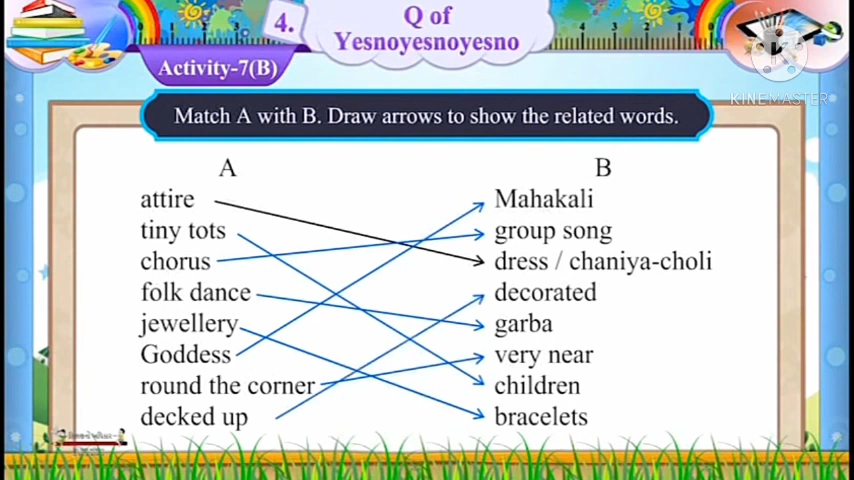 4.
Q of
Yesnoyesnoyesno
Activity-7(B)
KINEMASTER
Match A with B. Draw arrows to show the related words.
A B
attire Mahakali
tiny tots group song
chorus dress / chaniya-choli
folk dance decorated
jewellery garba
Goddess very near
round the corner children
decked up bracelets